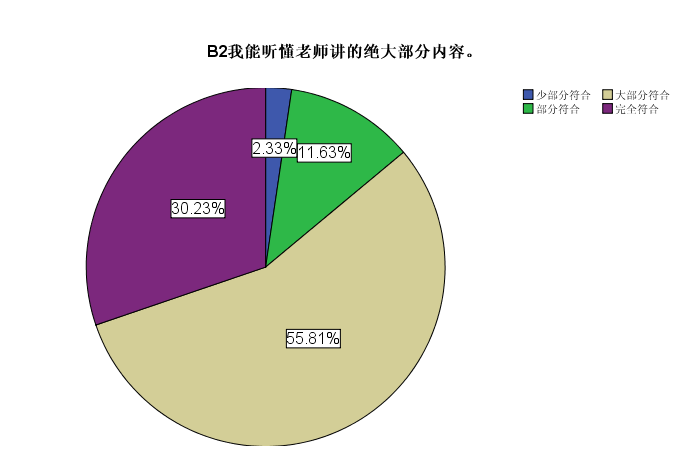 B2我能听懂老师讲的绝大部分内容。
少部分符合 大部分符合
部分符合 完全符合
2.33%
11.63%
30.23%
55.81%